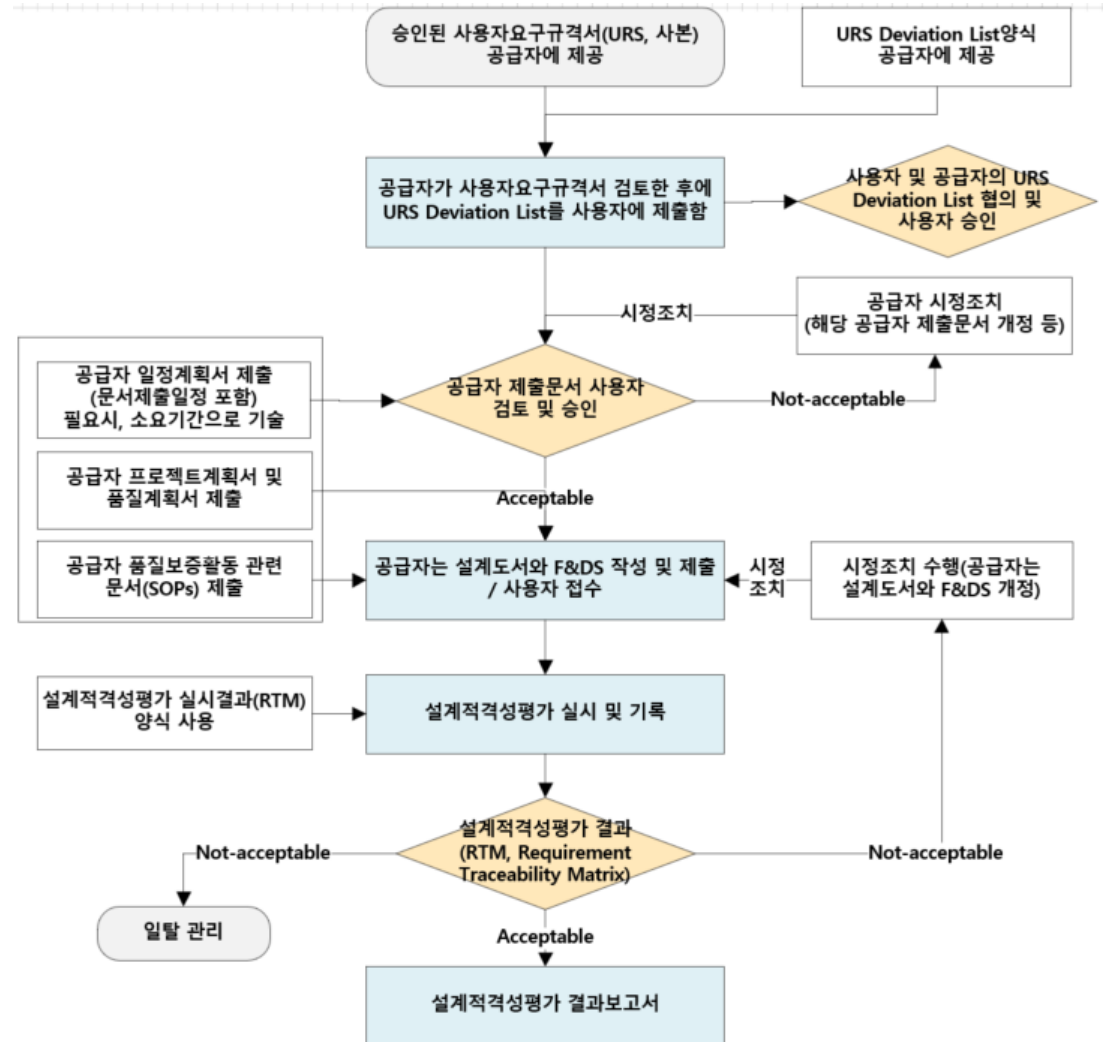 승인된 사용자요구규격서(URS, 사본)
공급자에 제공
URS Deviation List양식
공급자에 제공
공급자가 사용자요구규격서 검토한 후에
URS Deviation List를 사용자에 제출함
사용자 및 공급자의 URS
Deviation List 협의 및
사용자 승인
시정조치
공급자 시정조치
(해당 공급자 제출문서 개정 등)
공급자 일정계획서 제출
(문서제출일정 포함)
필요시, 소요기간으로 기술
공급자 제출문서 사용자
검토 및 승인
Not-acceptable
공급자 프로젝트계획서 및
품질계획서 제출
Acceptable
공급자 품질보증활동 관련
문서(SOPs) 제출
공급자는 설계도서와 F&DS 작성 및 제출
/ 사용자 접수
시정
조치
시정조치 수행(공급자는
설계도서와 F&DS 개정)
설계적격성평가 실시결과(RTM)
양식 사용
설계적격성평가 실시 및 기록
설계적격성평가 결과
(RTM, Requirement
Traceability Matrix)
Not-acceptable
Not-acceptable
일탈 관리
Acceptable
설계적격성평가 결과보고서